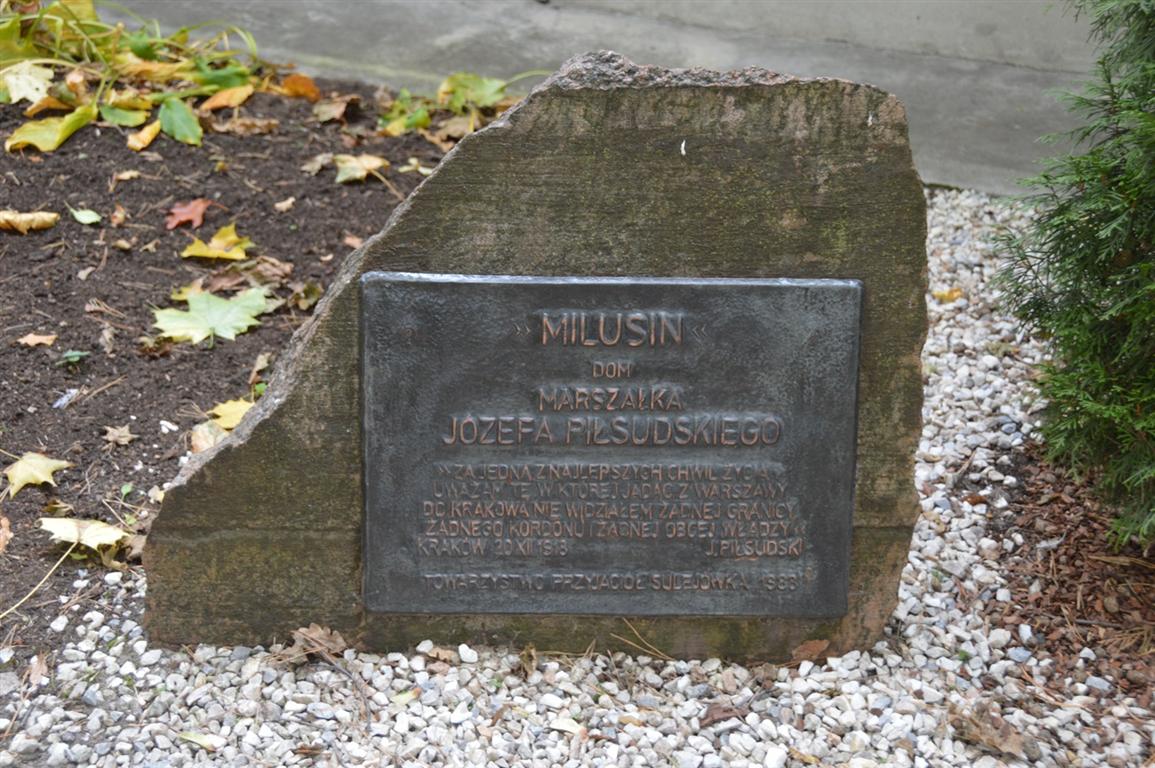 »MILUSIN«
DOM
MARSZAŁKA
JÓZEFA PIŁSUDSKIEGO
»ZA JEDNĄ Z NAJLEPSZYCH CHWIL ŻYCIA
UWAŻAM TĘ, W KTÓREJ JADĄC Z WARSZAWY
DO KRAKOWA NIE WIDZIAŁEM ŻADNEJ GRANICY
ŻADNEGO KORDONU I ŻADNEJ OBCEJ WŁADZY«
KRAKÓW 20 XII 1918 J. PIŁSUDSKI
TOWARZYSTWO PRZYJACIÓŁ SULEJÓWKA 1988